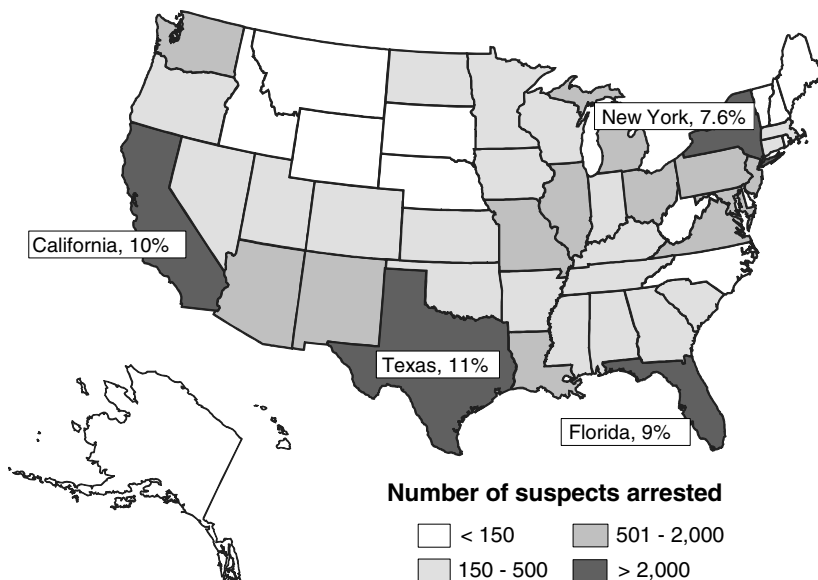 New York, 7.6%
California, 10%
Texas, 11%
Florida, 9%
Number of suspects arrested
< 150
501 - 2,000
150 - 500
> 2,000